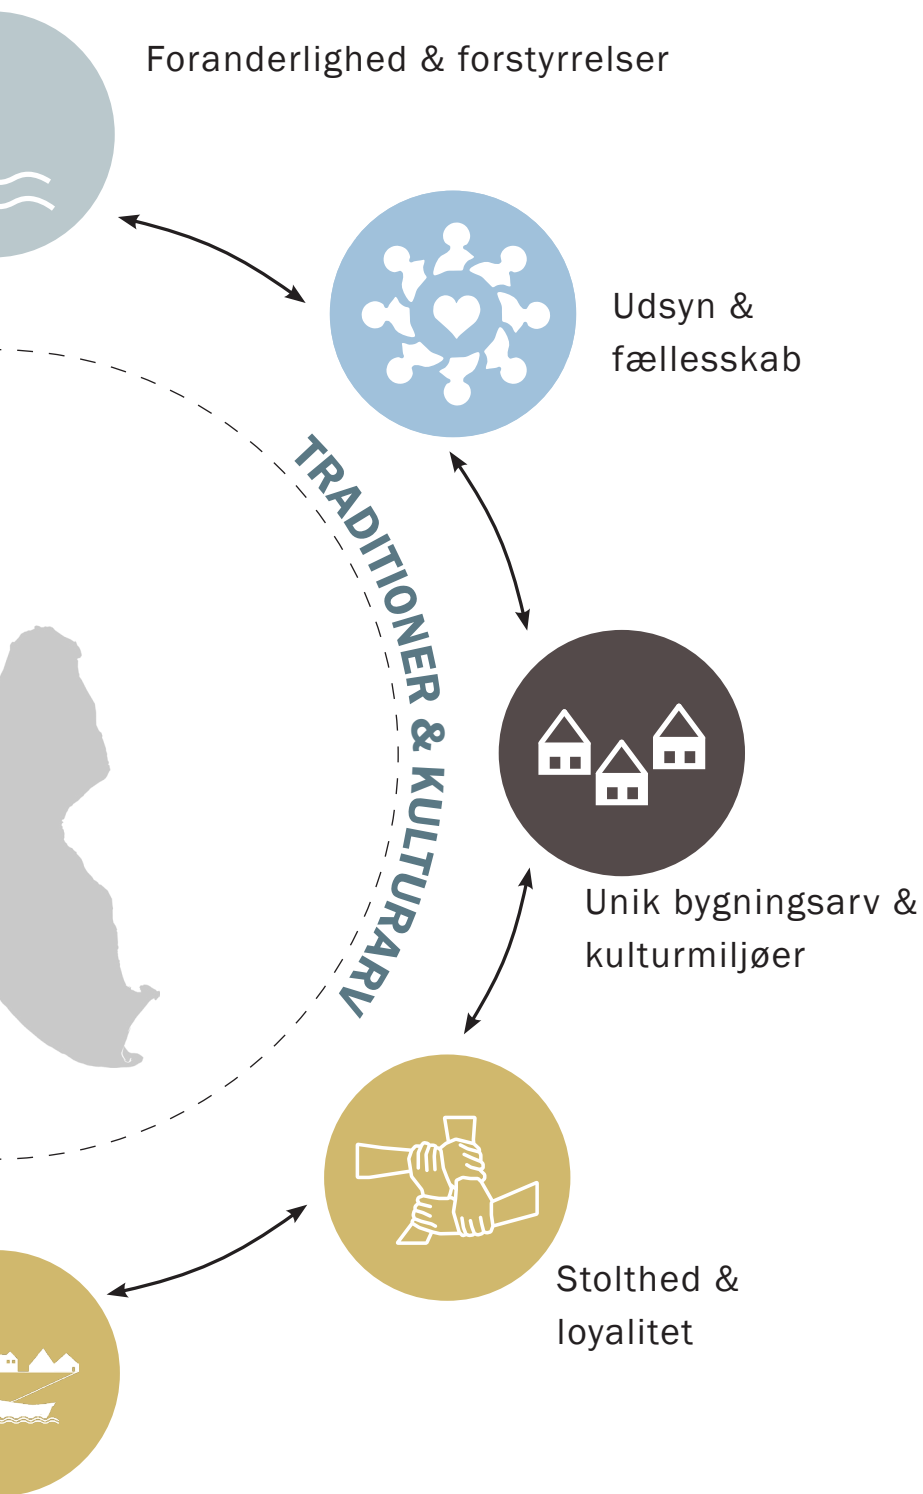 Foranderlighed & forstyrrelser
Udsyn &
fællesskab
TRADITIONER & KULTURARV
Unik bygningsarv &
kulturmiljøer
Stolthed &
loyalitet